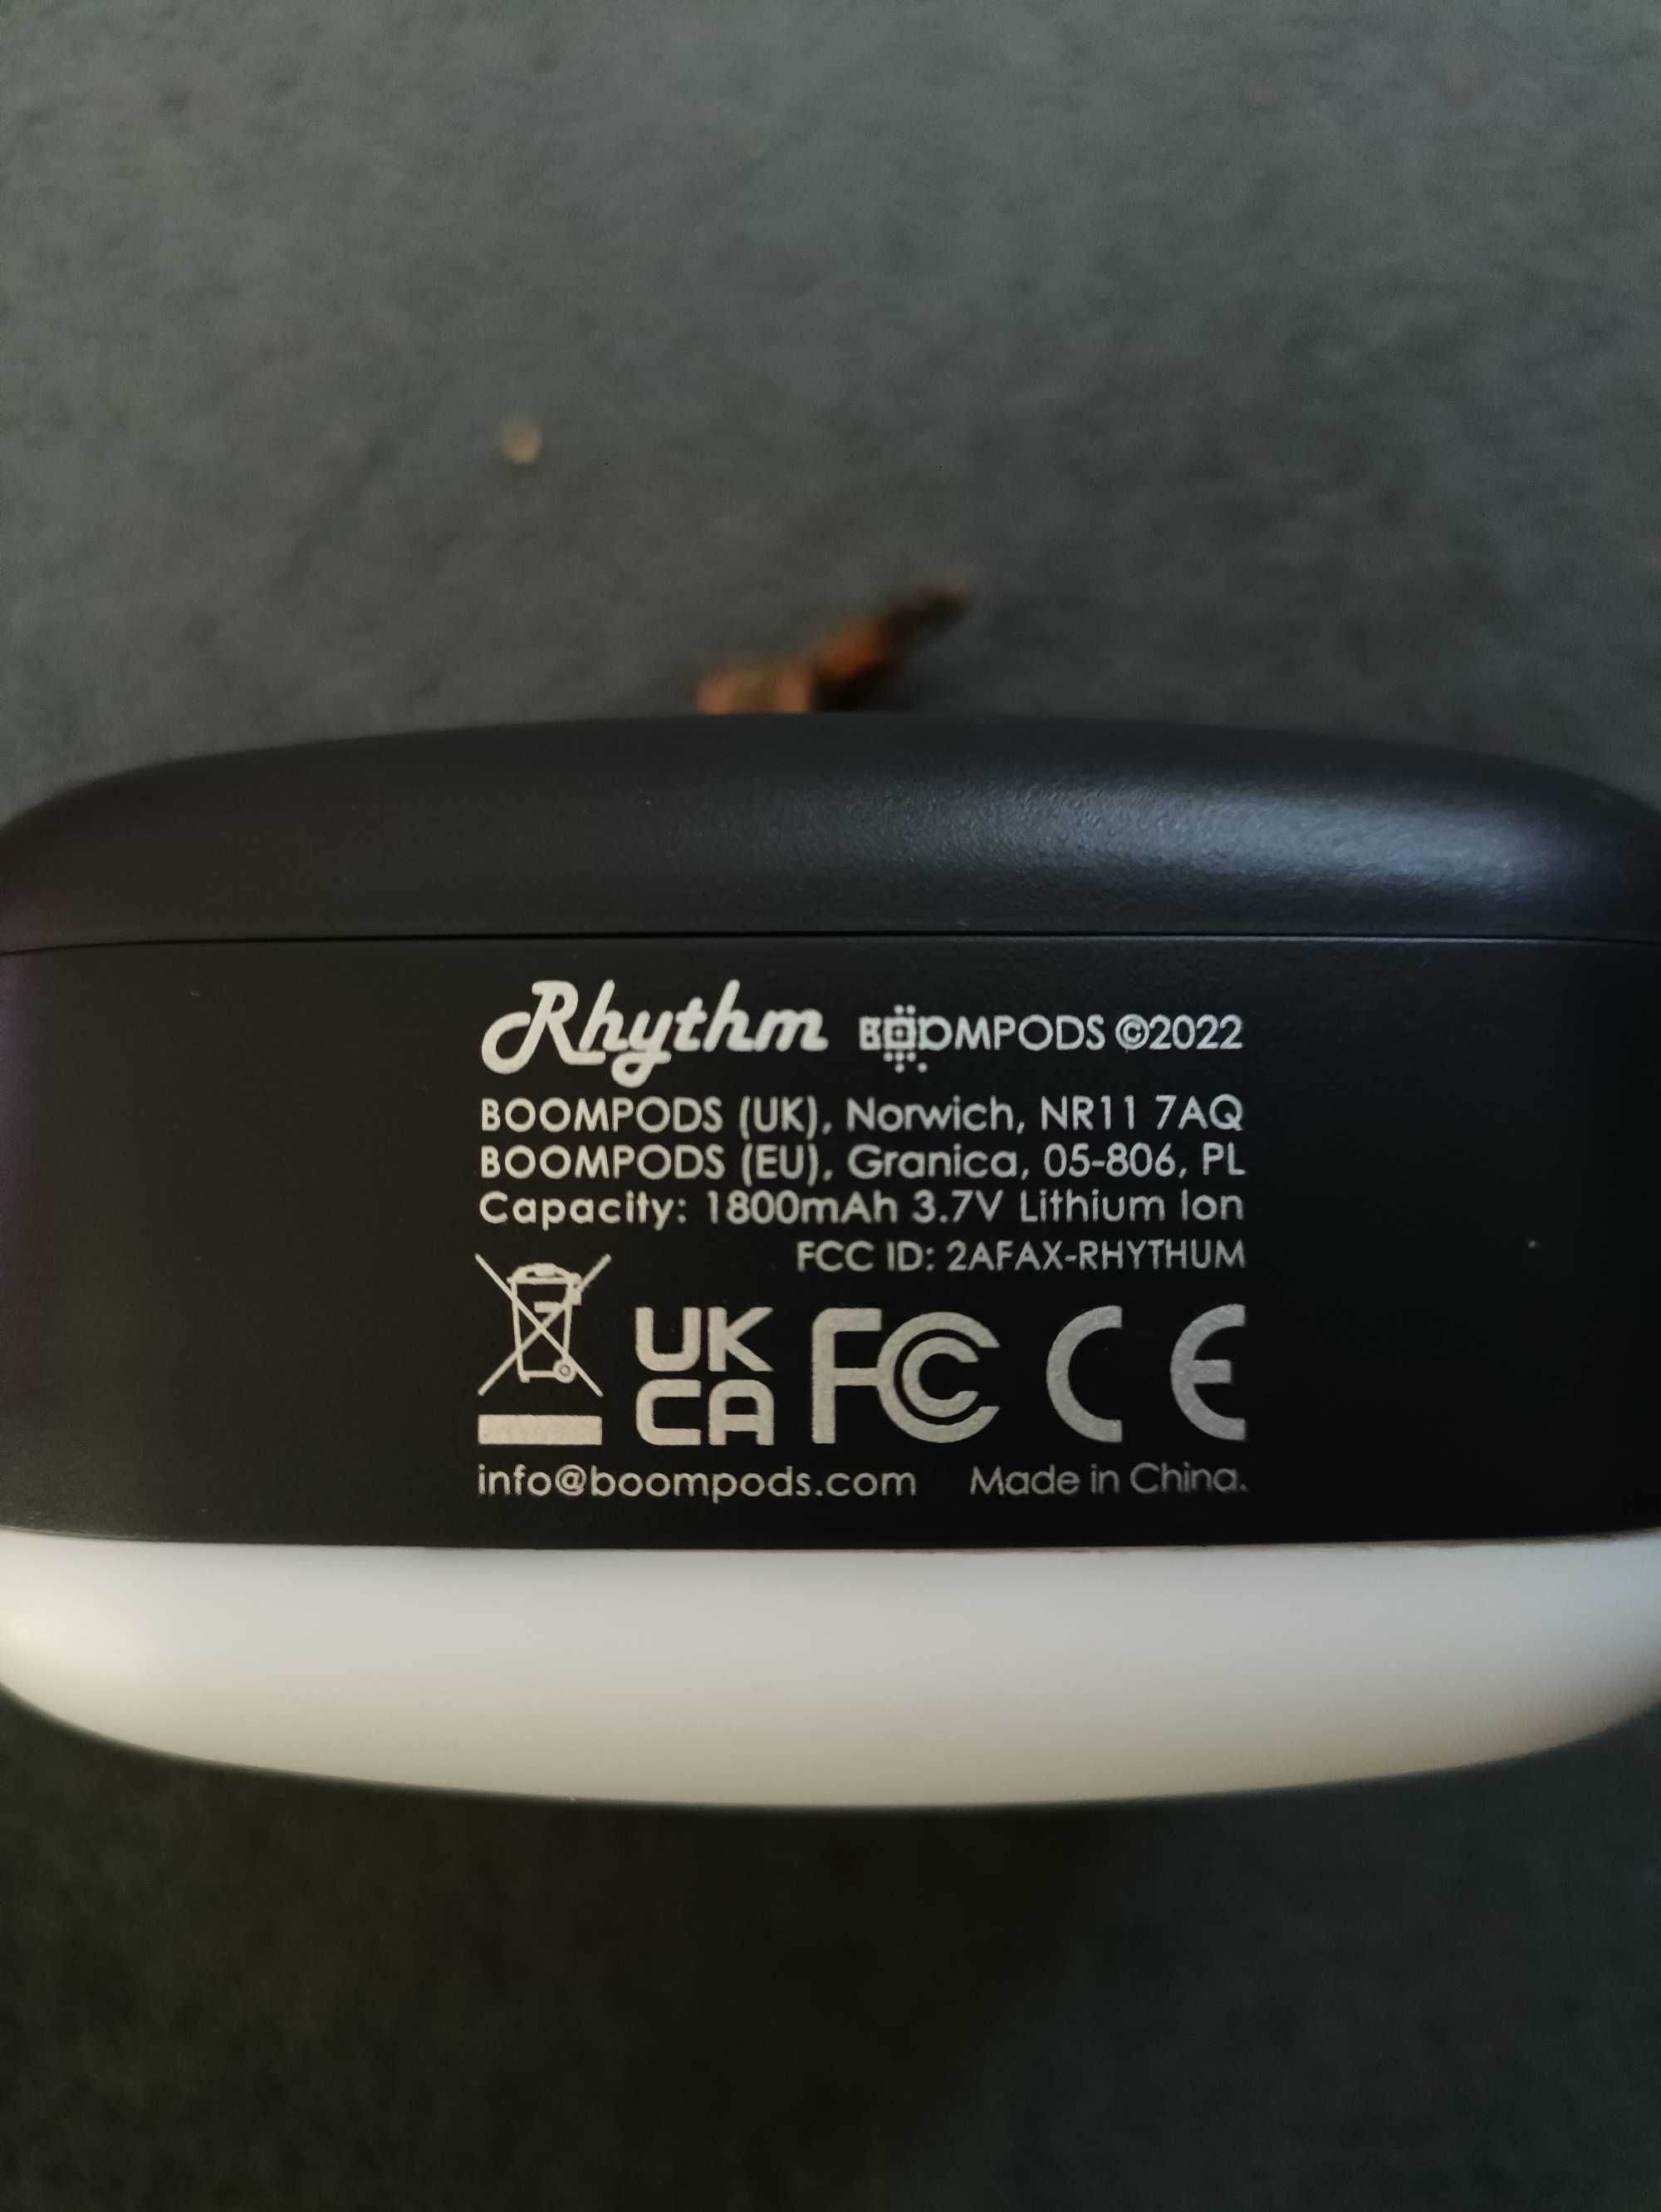 Rhythm BOOMPODS ©2022
BOOMPODS (UK), Norwich, NR11 7AQ
BOOMPODS (EU), Granica, 05-806, PL
Capacity: 1800mAh 3.7V Lithium Ion
FCC ID: 2AFAX-RHYTHUM
UK
CA FC CE
info@boompods.com Made in China.